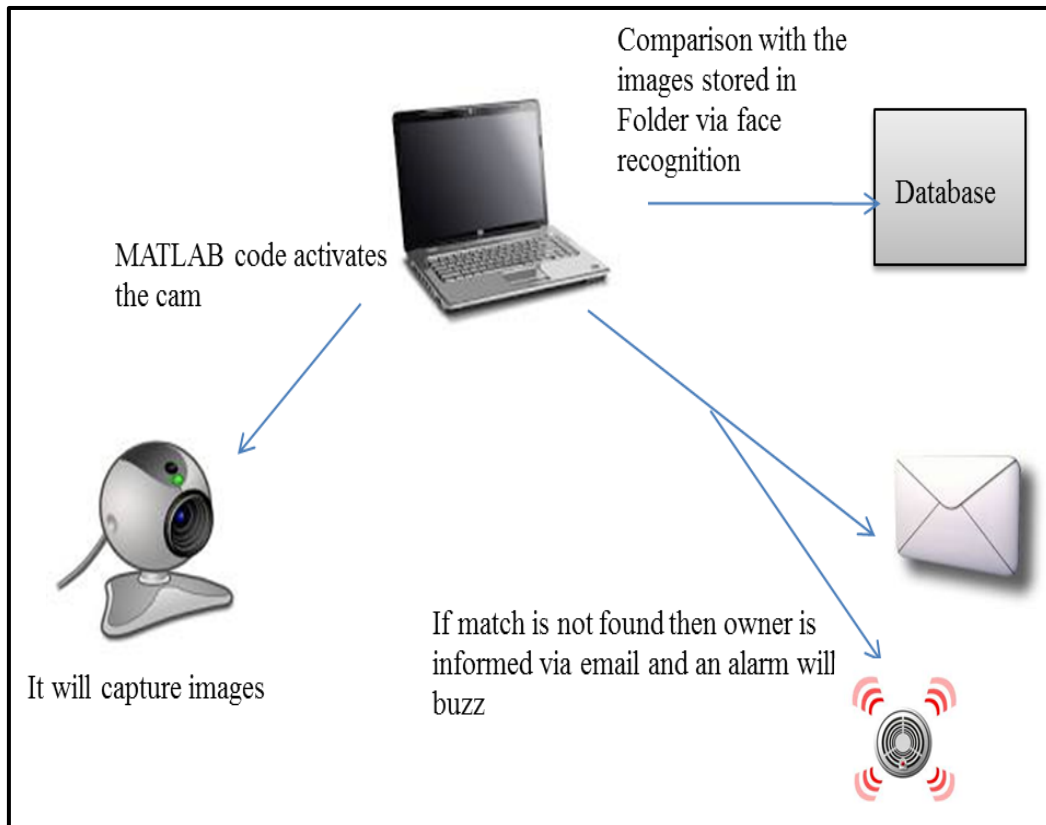 Comparison with the
images stored in
Folder via face
recognition
Database
MATLAB code activates
the cam
If match is not found then owner is
informed via email and an alarm will
buzz
It will capture images